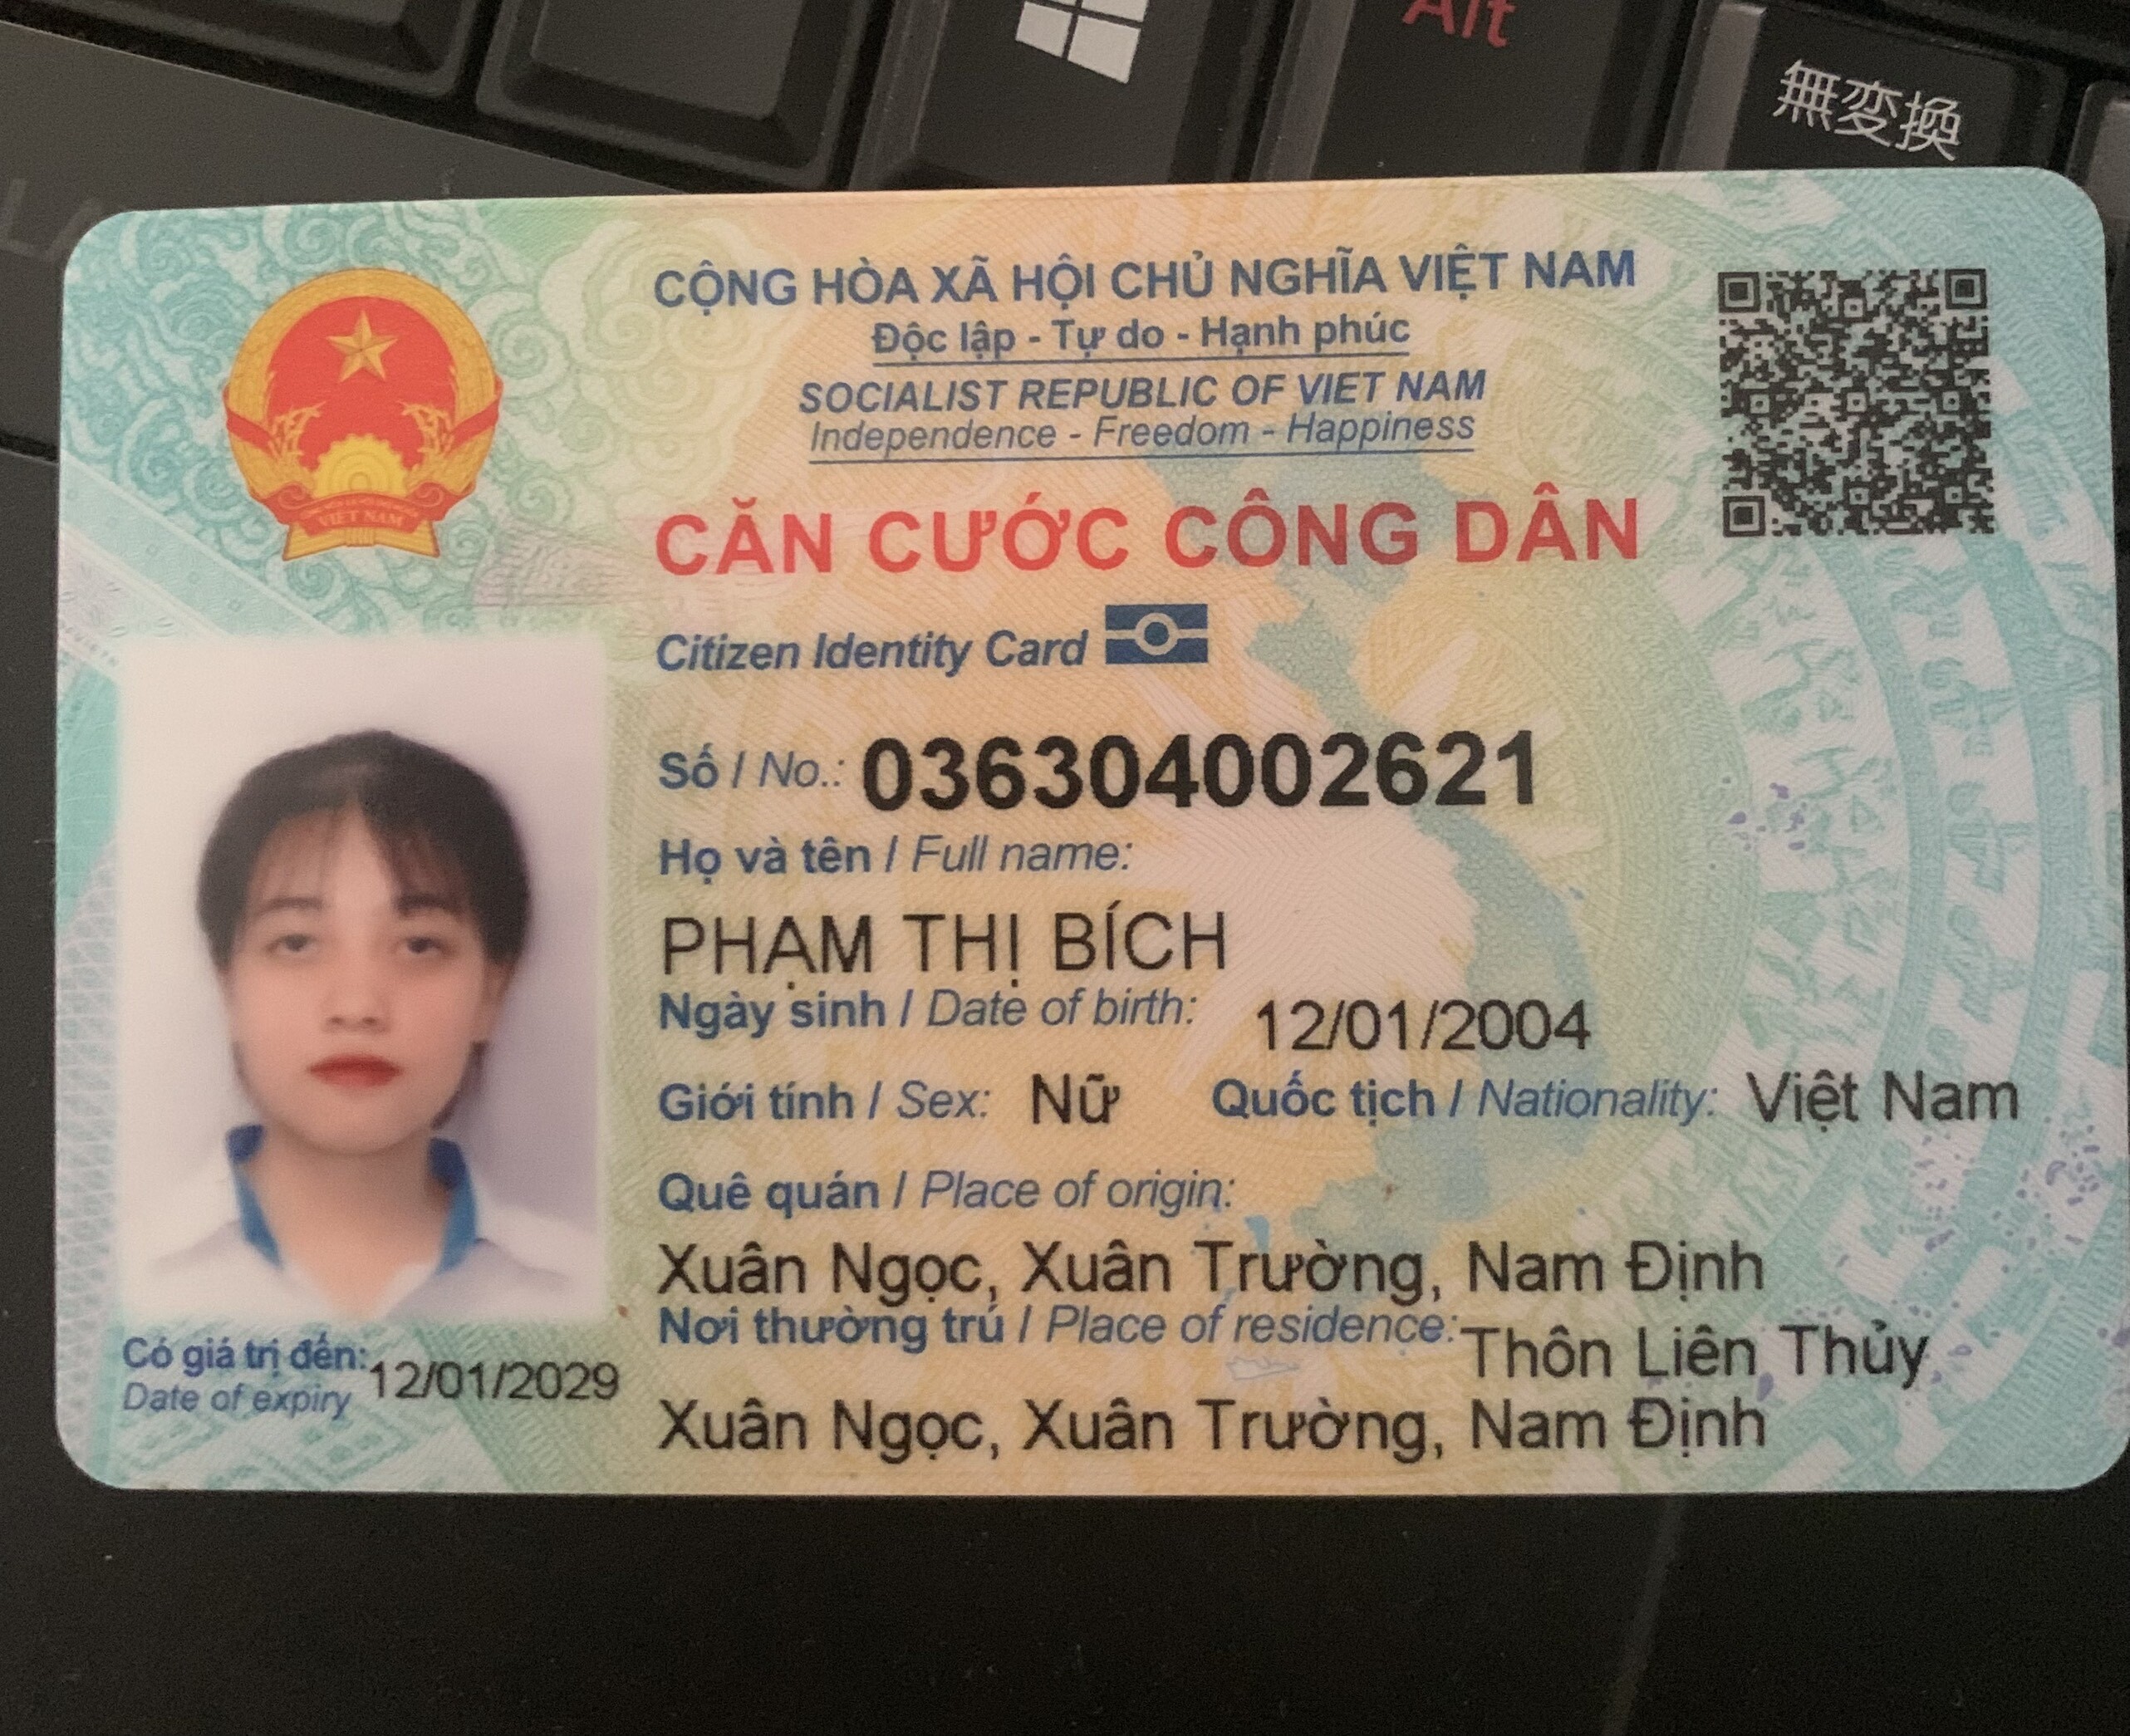 Alt
無変換
CỘNG HÒA XÃ HỘI CHỦ NGHĨA VIỆT NAM
Độc lập - Tự do - Hạnh phúc
SOCIALIST REPUBLIC OF VIET NAM
Independence - Freedom - Happiness
VIET NAM
CĂN CƯỚC CÔNG DÂN
Citizen Identity Card
Số / No.: 036304002621
Họ và tên / Full name:
PHẠM THỊ BÍCH
Ngày sinh / Date of birth: 12/01/2004
Giới tính / Sex: Nữ Quốc tịch / Nationality: Việt Nam
Quê quán / Place of origin:
Xuân Ngọc, Xuân Trường, Nam Định
Nơi thường trú / Place of residence: Thôn Liên Thủy
Xuân Ngọc, Xuân Trường, Nam Định
Có giá trị đến: 12/01/2029
Date of expiry